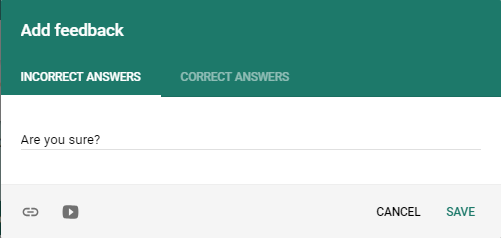 Add feedback
INCORRECT ANSWERS CORRECT ANSWERS
Are you sure?
CANCEL SAVE